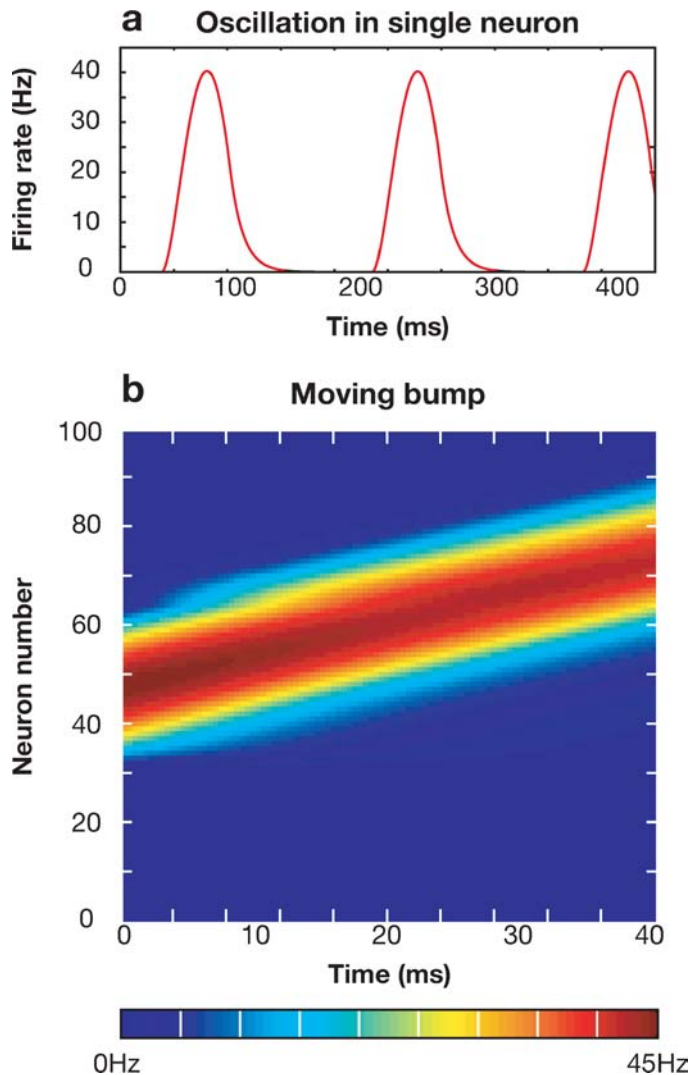 a Oscillation in single neuron
Firing rate (Hz)
40
30
20
10
0
0 100 200 300 400
Time (ms)
b Moving bump
Neuron number
100
80
60
40
20
0
0 10 20 30 40
Time (ms)
0Hz 45Hz